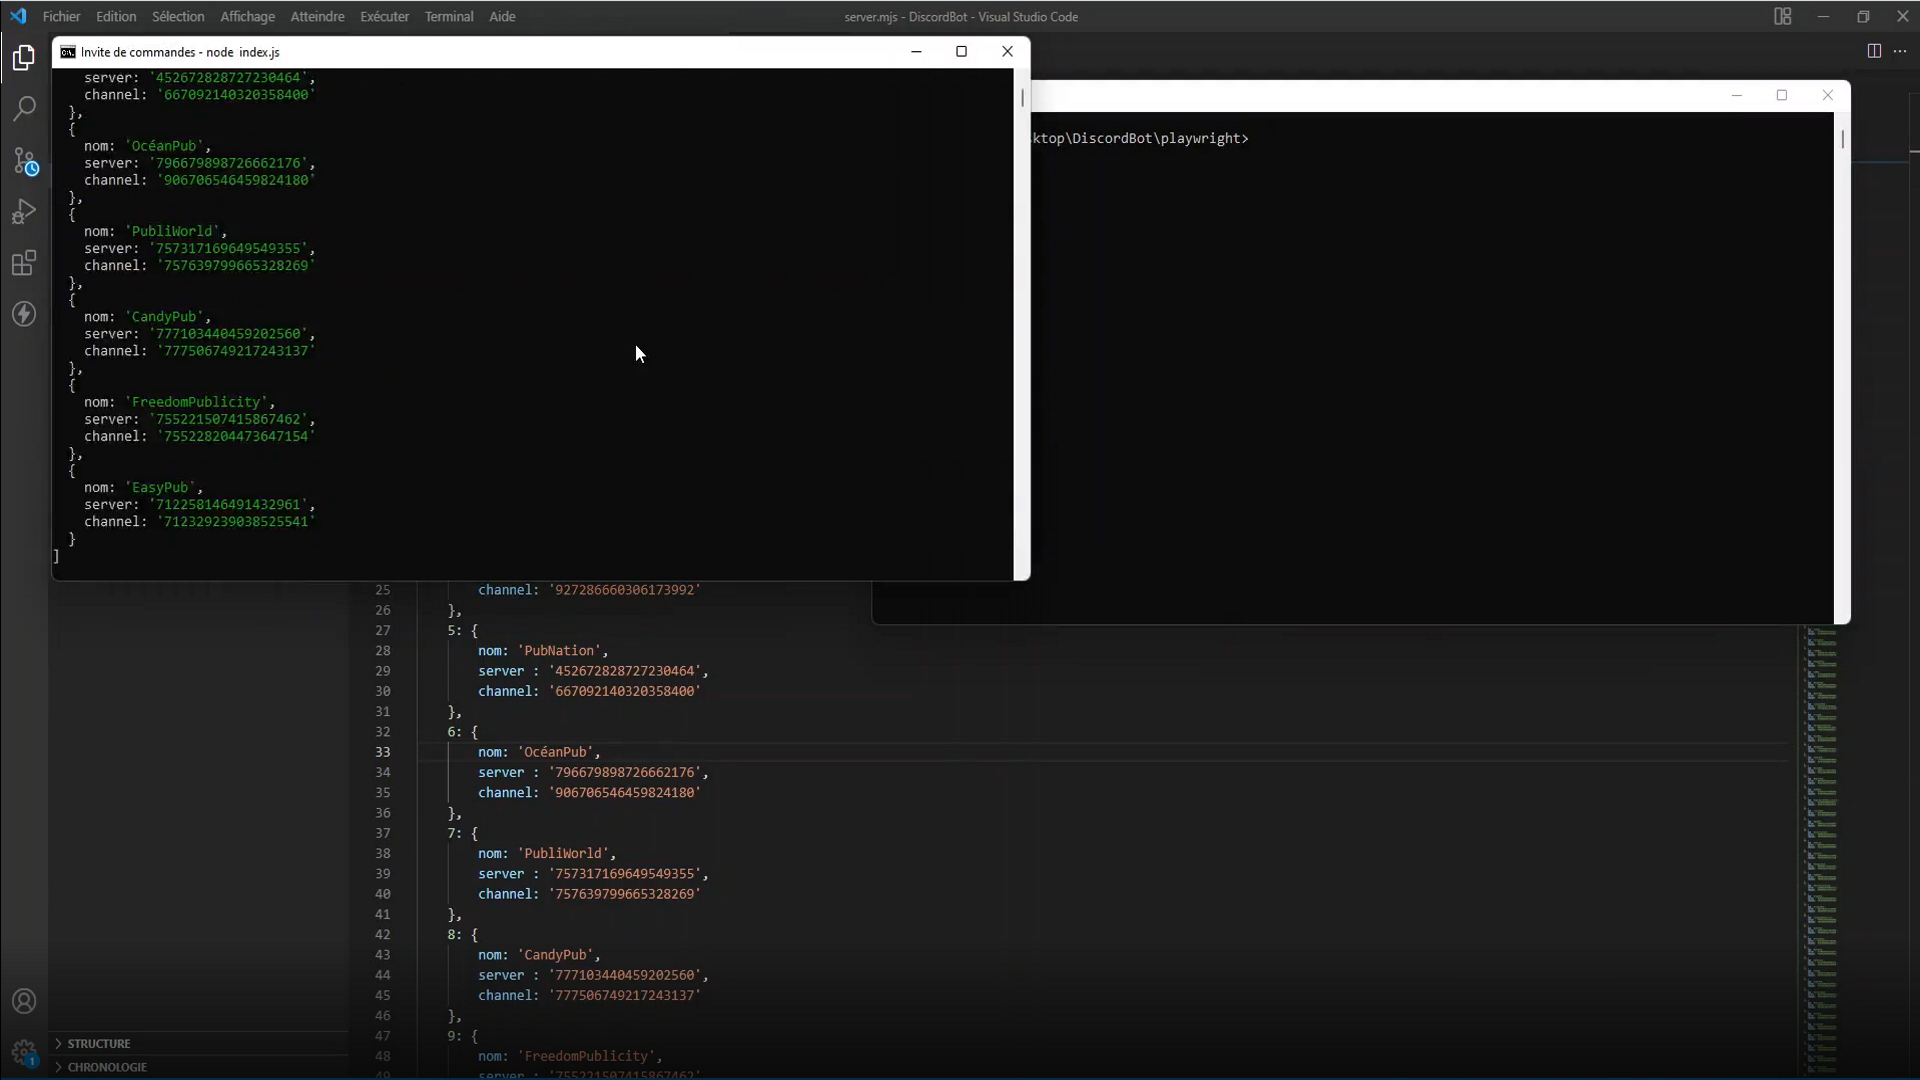 Fichier Edition Sélection Affichage Atteindre Exécuter Terminal Aide
server.mjs - DiscordBot - Visual Studio Code
Invite de commandes - node index.js
server: '452672828727230464',
channel: '667092140320358400'
},
{
nom: 'OcéanPub',
server: '796679898726662176',
channel: '906706546459824180'
},
{
nom: 'PubliWorld',
server: '757317169649549355',
channel: '757639799665328269'
},
{
nom: 'CandyPub',
server: '777103440459202560',
channel: '777506749217243137'
},
{
nom: 'FreedomPublicity',
server: '755221507415867462',
channel: '755228204473647154'
},
{
nom: 'EasyPub',
server: '712258146491432961',
channel: '712329239038525541'
}
]
ktop\DiscordBot\playwright>
25 channel: '927286660306173992'
26 },
27 5: {
28 nom: 'PubNation',
29 server : '452672828727230464',
30 channel: '667092140320358400'
31 },
32 6: {
33 nom: 'OcéanPub',
34 server : '796679898726662176',
35 channel: '906706546459824180'
36 },
37 7: {
38 nom: 'PubliWorld',
39 server : '757317169649549355',
40 channel: '757639799665328269'
41 },
42 8: {
43 nom: 'CandyPub',
44 server : '777103440459202560',
45 channel: '777506749217243137'
46 },
47 9: {
48 nom: 'FreedomPublicity',
49 server : '755221507415867462'
STRUCTURE
CHRONOLOGIE
1